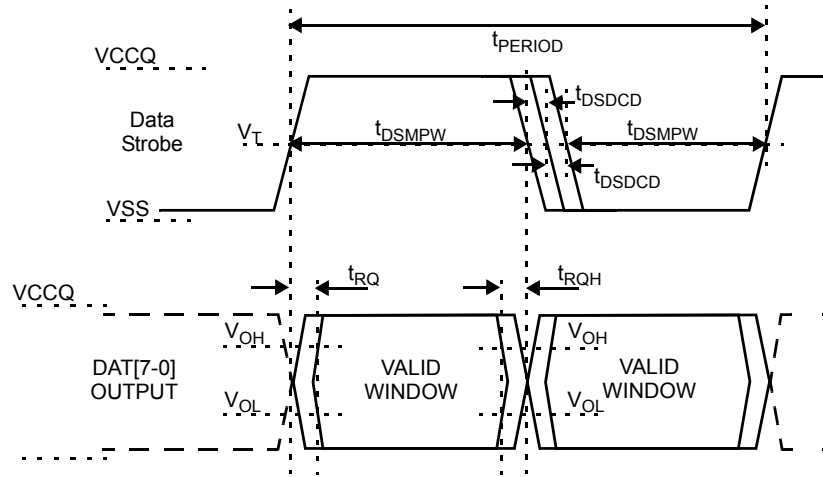 tPERIOD
VCCQ
tDSDCD
Data
Strobe
VT
tDSMPW
tDSMPW
tDSDCD
VSS
tRQ
tRQH
VCCQ
VOH
VOH
DAT[7-0]
OUTPUT
VALID
WINDOW
VALID
WINDOW
VOL
VOL